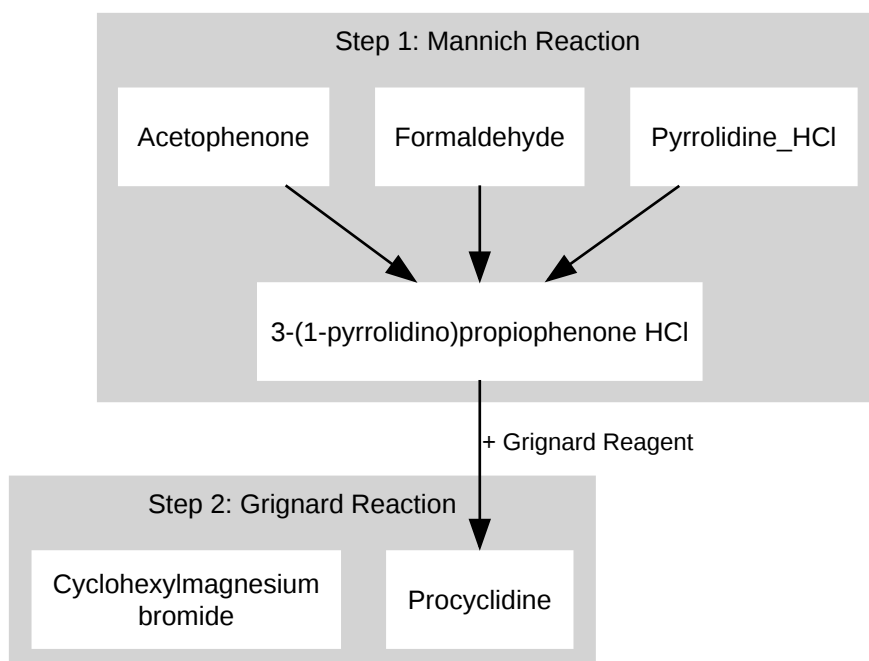 Step 1: Mannich Reaction
Acetophenone
Formaldehyde
Pyrrolidine_HCl
3-(1-pyrrolidino)propiophenone HCl
+ Grignard Reagent
Step 2: Grignard Reaction
Cyclohexylmagnesium
bromide
Procyclidine